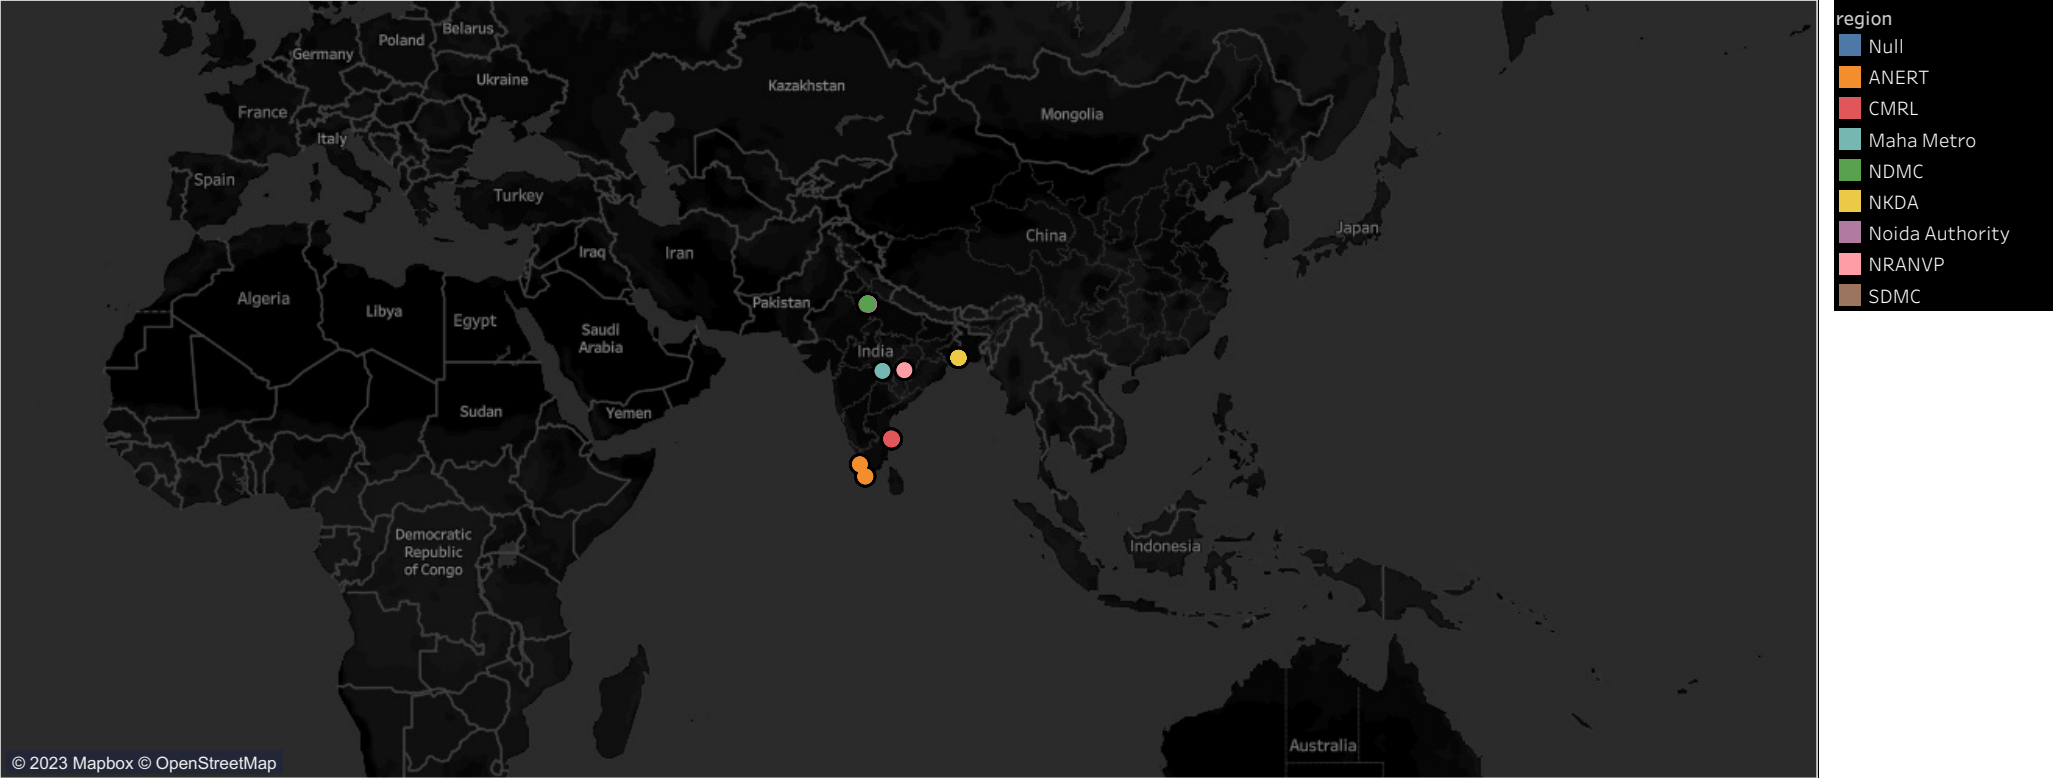 Belarus
Poland
Germany
Ukraine
Kazakhstan
France
Mongolia
Italy
Spain
Turkey
Japan
China
Iraq
Iran
Algeria
Pakistan
Libya
Egypt
Saudi
Arabia
India
Sudan
Yemen
Democratic
Republic
of Congo
Indonesia
Australia
© 2023 Mapbox © OpenStreetMap
region
Null
ANERT
CMRL
Maha Metro
NDMC
NKDA
Noida Authority
NRANVP
SDMC